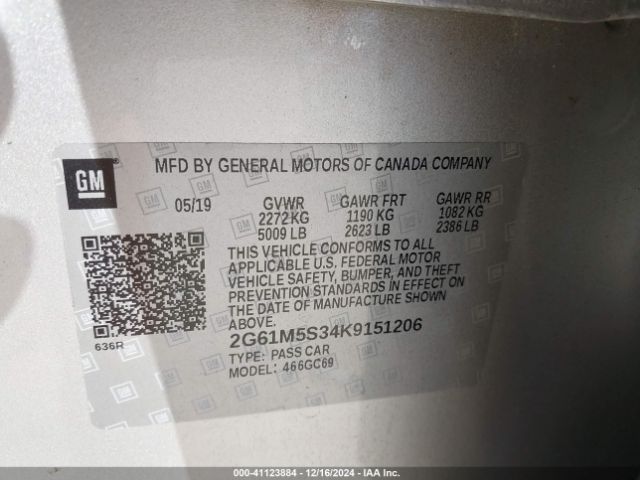 MFD BY GENERAL MOTORS OF CANADA COMPANY
GM
05/19 GVWR GAWR FRT GAWR RR
2272 KG 1190 KG 1082 KG
5009 LB 2623 LB 2386 LB
THIS VEHICLE CONFORMS TO ALL
APPLICABLE U.S. FEDERAL MOTOR
VEHICLE SAFETY, BUMPER, AND THEFT
PREVENTION STANDARDS IN EFFECT ON
THE DATE OF MANUFACTURE SHOWN
ABOVE.
636R
2G61M5S34K9151206
TYPE: PASS CAR
MODEL: 466GC69
000-41123884 / 12/16/2024 / IAA Inc.